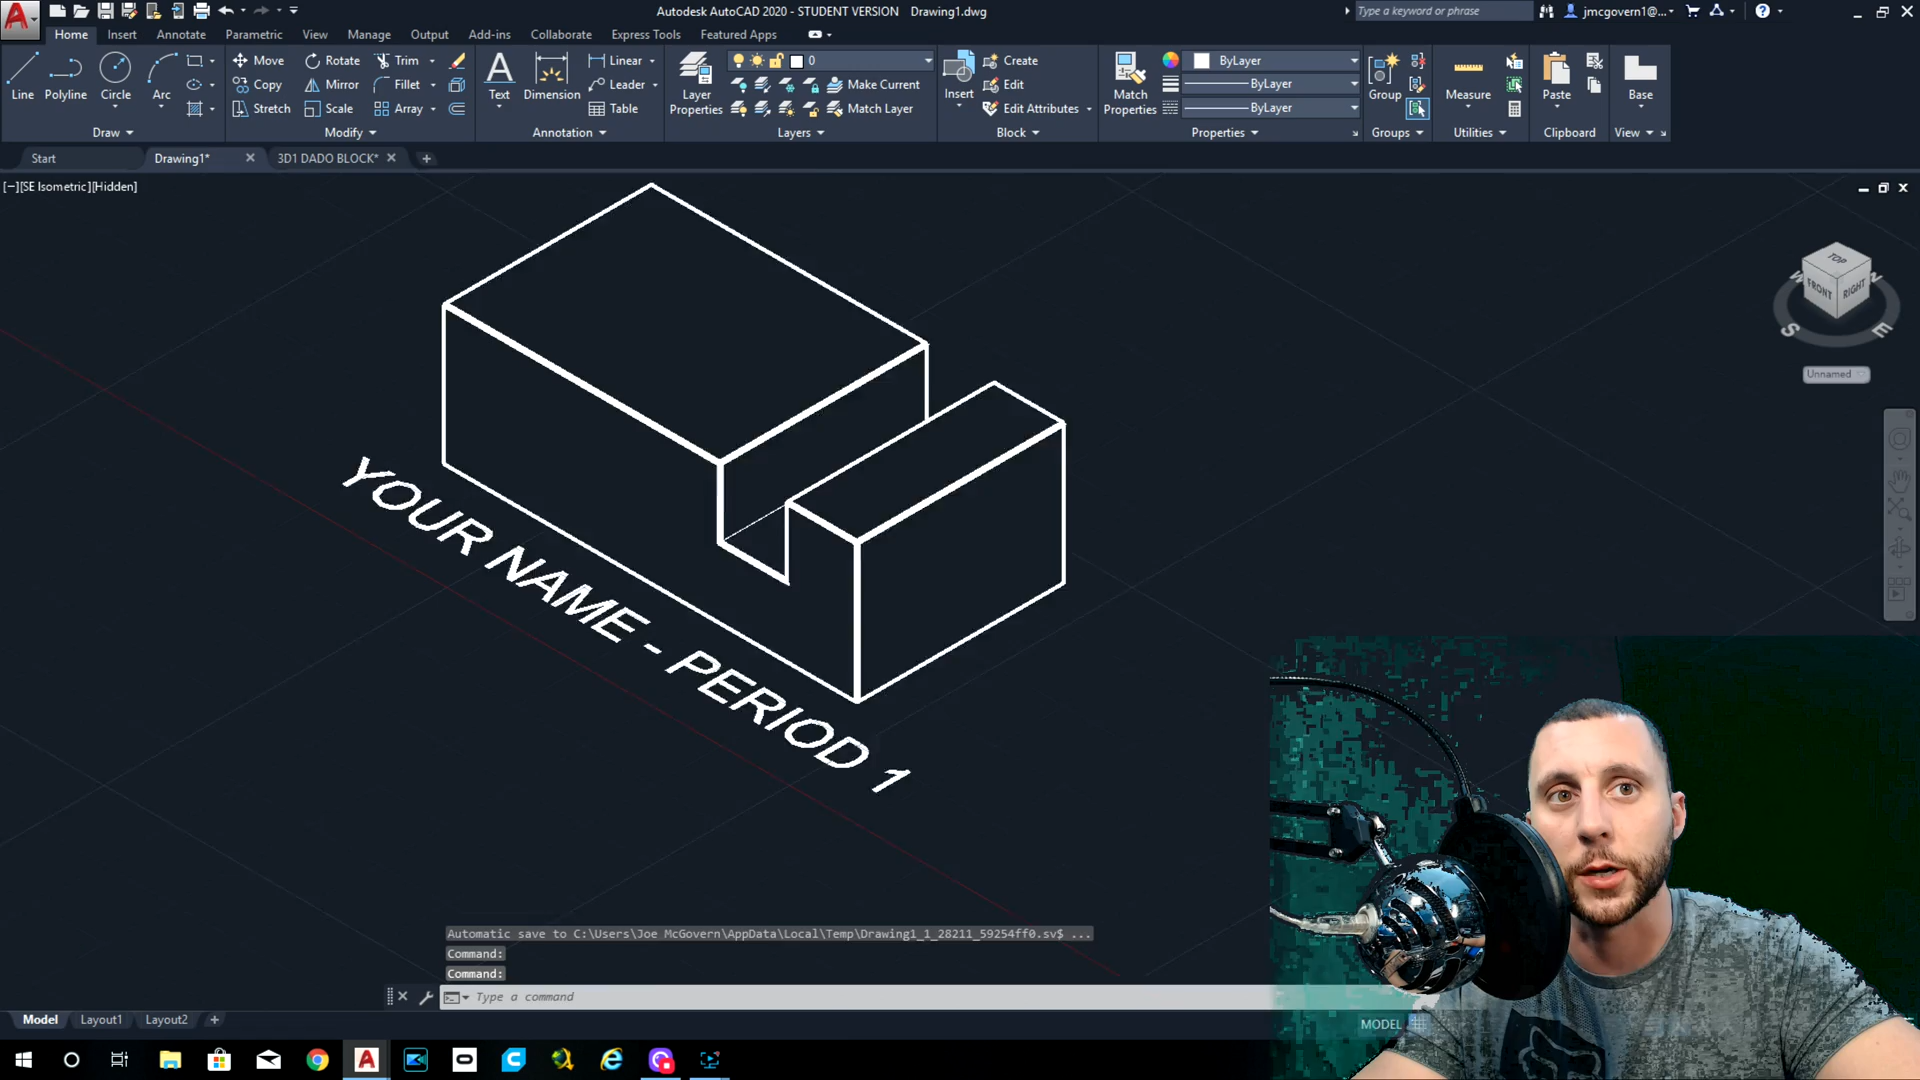 Autodesk AutoCAD 2020 - STUDENT VERSION Drawing1.dwg
Type a keyword or phrase
jmcgovern1@...
Home Insert Annotate Parametric View Manage Output Add-ins Collaborate Express Tools Featured Apps
Line Polyline Circle Arc
Move Rotate Trim
Copy Mirror Fillet
Stretch Scale Array
Text Dimension
Linear
Leader
Table
Layer Properties
0
Make Current
Match Layer
Insert
Create
Edit
Edit Attributes
Match Properties
ByLayer
ByLayer
ByLayer
Group
Measure
Paste
Base
Draw Modify Annotation Layers Block Properties Groups Utilities Clipboard View
Start Drawing1* 3D1 DADO BLOCK*
[−][SE Isometric][Hidden]
TOP
FRONT RIGHT
W N
S E
Unnamed
YOUR NAME - PERIOD 1
Automatic save to C:\Users\Joe McGovern\AppData\Local\Temp\Drawing1_1_28211_59254ff0.sv$ ...
Command:
Command:
Type a command
Model Layout1 Layout2
MODEL